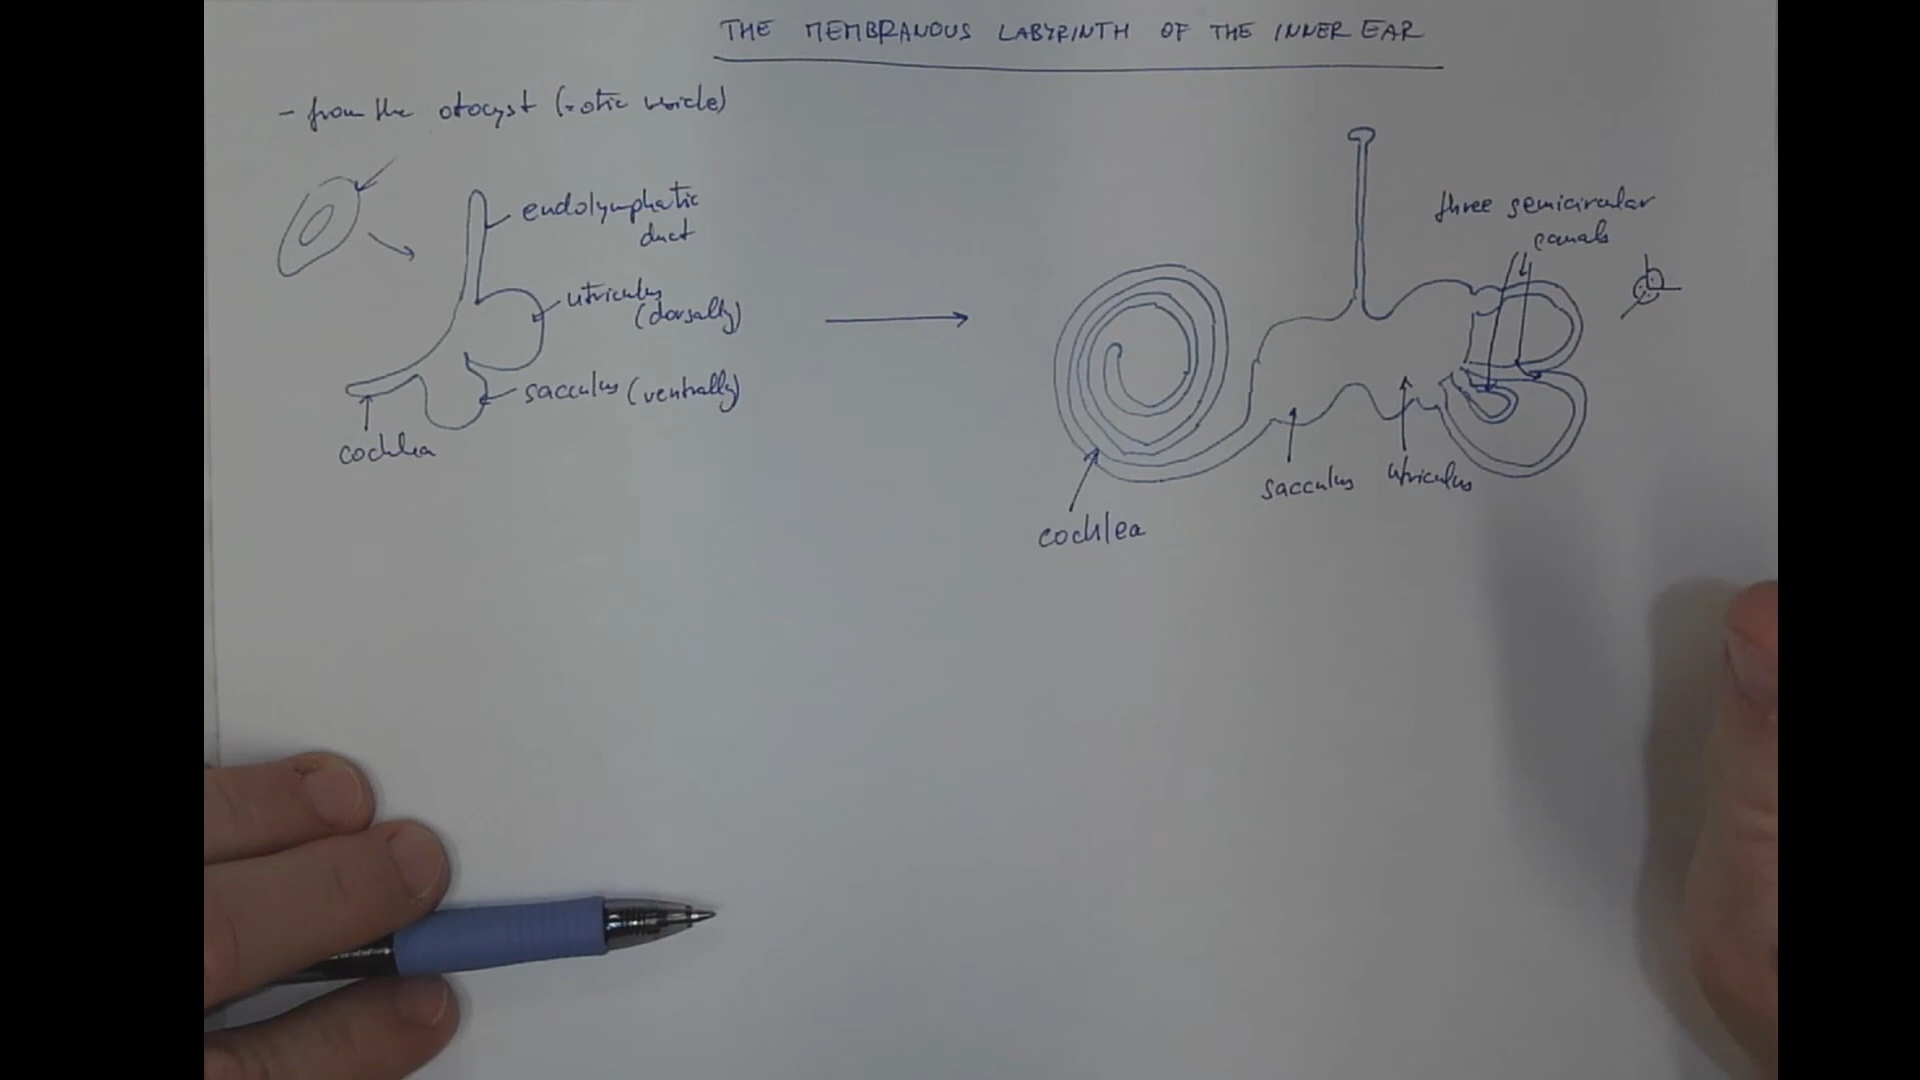 THE MEMBRANOUS LABYRINTH OF THE INNER EAR
- from the otocyst (=otic vesicle)
endolymphatic
duct
utriculus
(dorsally)
sacculus (ventrally)
cochlea
three semicircular
canals
sacculus
utriculus
cochlea